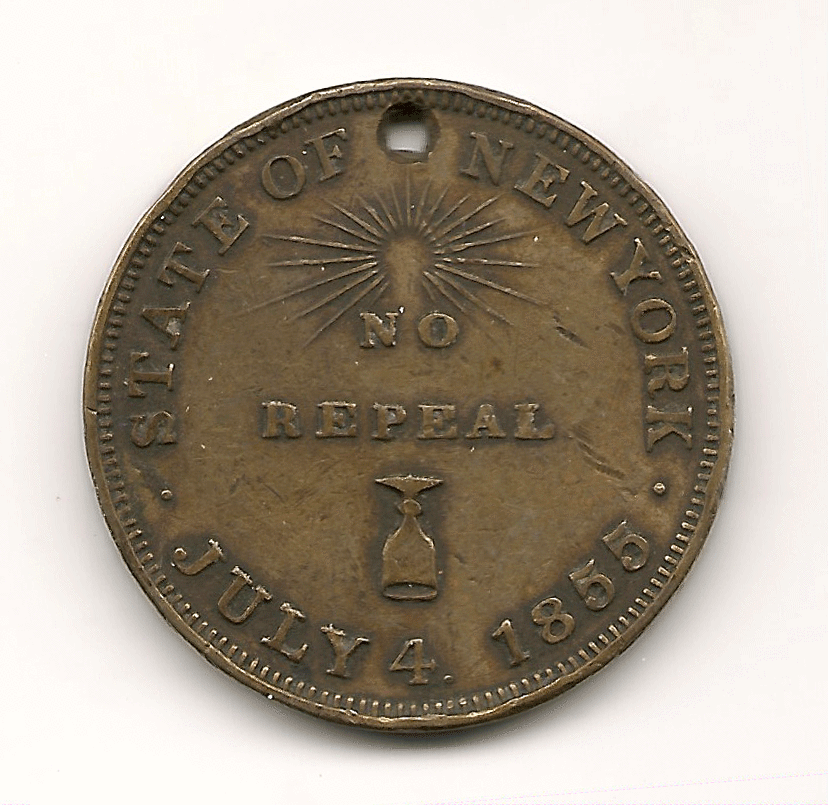 STATE OF NEW YORK
NO
REPEAL
JULY 4. 1855